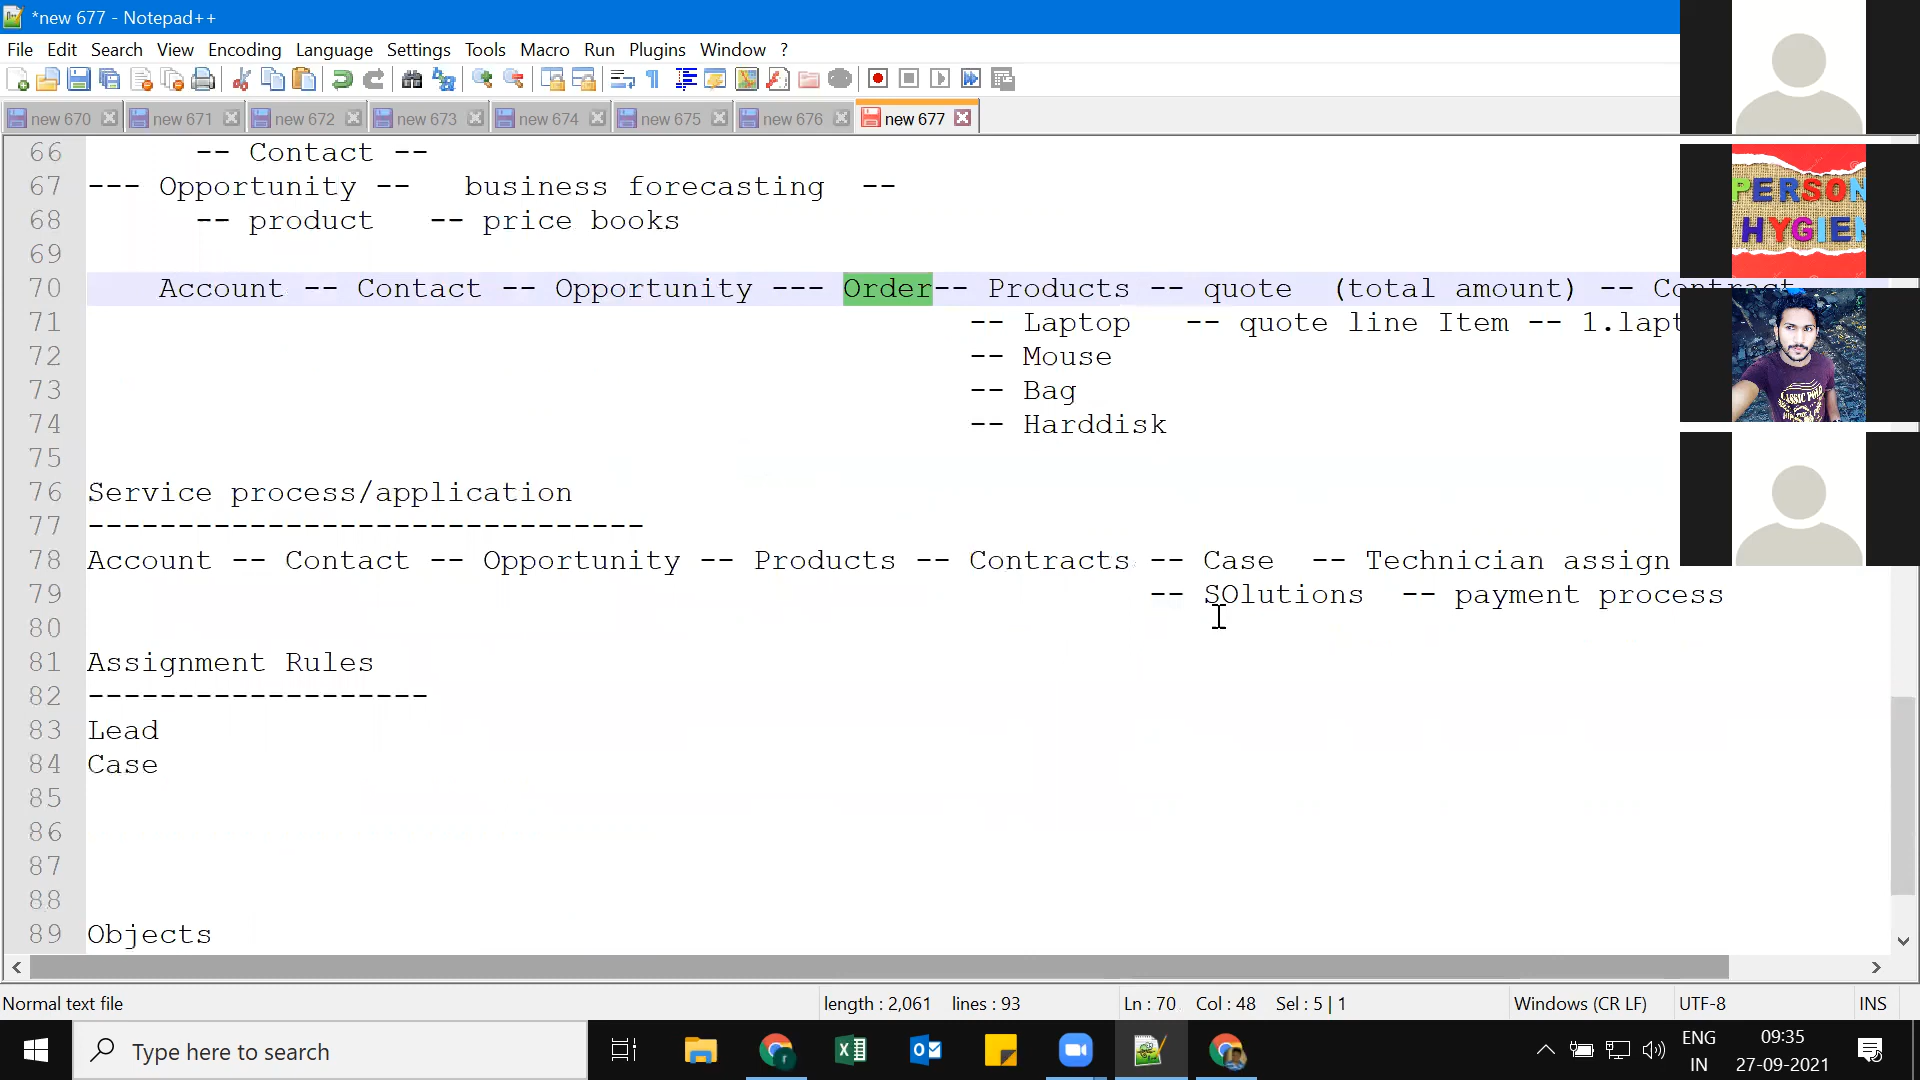 *new 677 - Notepad++
File Edit Search View Encoding Language Settings Tools Macro Run Plugins Window ?
new 670 new 671 new 672 new 673 new 674 new 675 new 676 new 677
66 -- Contact --
67 --- Opportunity -- business forecasting --
68 -- product -- price books
69
70 Account -- Contact -- Opportunity --- Order-- Products -- quote (total amount) -- Contract
71 -- Laptop -- quote line Item -- 1.lapt
72 -- Mouse
73 -- Bag
74 -- Harddisk
75
76 Service process/application
77 -------------------------------
78 Account -- Contact -- Opportunity -- Products -- Contracts -- Case -- Technician assign
79 -- SOlutions -- payment process
80
81 Assignment Rules
82 -------------------
83 Lead
84 Case
85
86
87
88
89 Objects
PERSON
HYGIEN
Normal text file length : 2,061 lines : 93 Ln : 70 Col : 48 Sel : 5 | 1 Windows (CR LF) UTF-8 INS
Type here to search
ENG
IN
09:35
27-09-2021